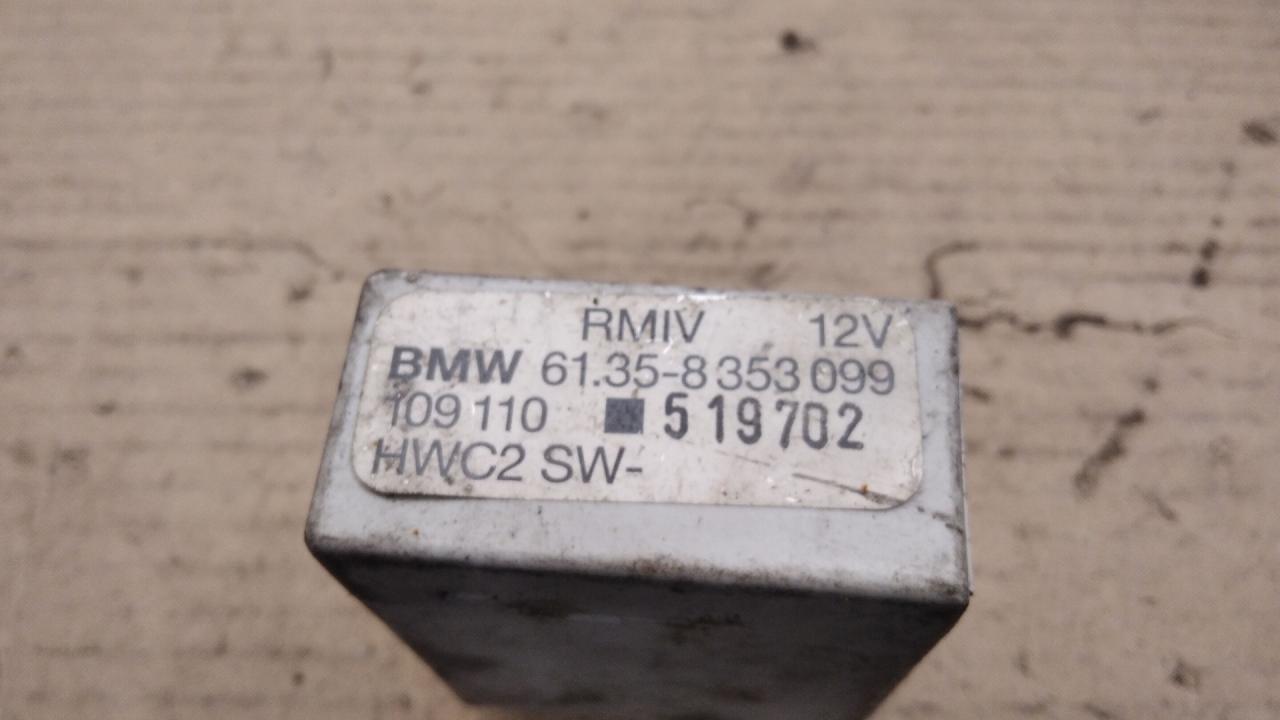 RMIV 12V
BMW 61.35-8 353 099
109 110 ■ 519702
HWC2 SW-